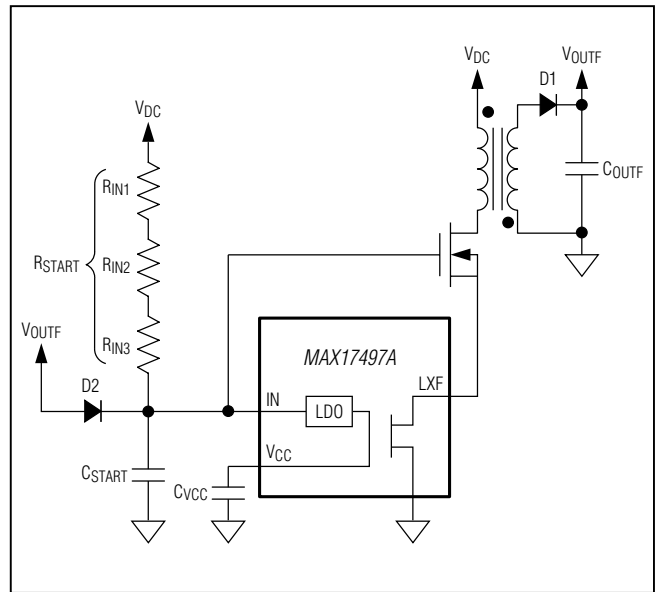 VDC
VOUTF
D1
VDC
COUTF
RIN1
RSTART
RIN2
RIN3
VOUTF
MAX17497A
D2
IN
LDO
LXF
VCC
CSTART
CVCC